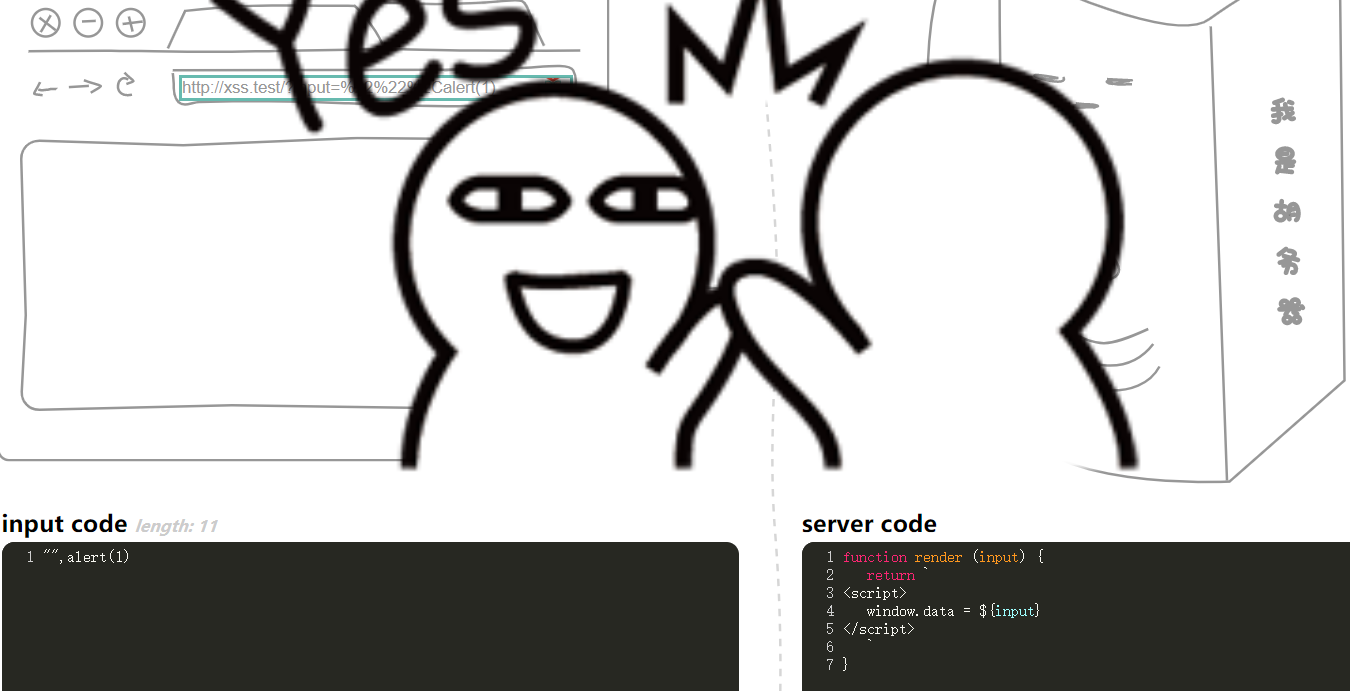 Yes
http://xss.test/?input=%22%22%2Calert(1)
我
是
胡
务
器
input code length: 11
1 "",alert(1)
server code
1 function render (input) {
2 return `
3 <script>
4 window.data = ${input}
5 </script>
6 `
7 }